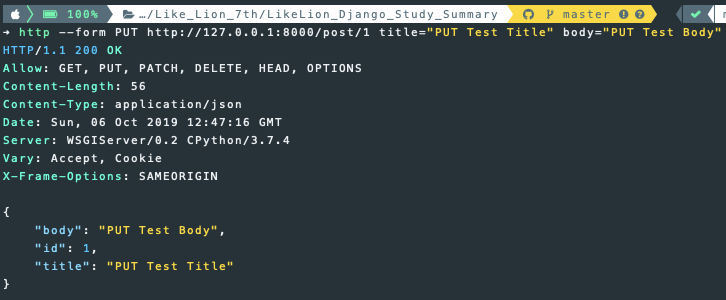 100% …/Like_Lion_7th/LikeLion_Django_Study_Summary master
➜ http --form PUT http://127.0.0.1:8000/post/1 title="PUT Test Title" body="PUT Test Body"
HTTP/1.1 200 OK
Allow: GET, PUT, PATCH, DELETE, HEAD, OPTIONS
Content-Length: 56
Content-Type: application/json
Date: Sun, 06 Oct 2019 12:47:16 GMT
Server: WSGIServer/0.2 CPython/3.7.4
Vary: Accept, Cookie
X-Frame-Options: SAMEORIGIN
{
    "body": "PUT Test Body",
    "id": 1,
    "title": "PUT Test Title"
}